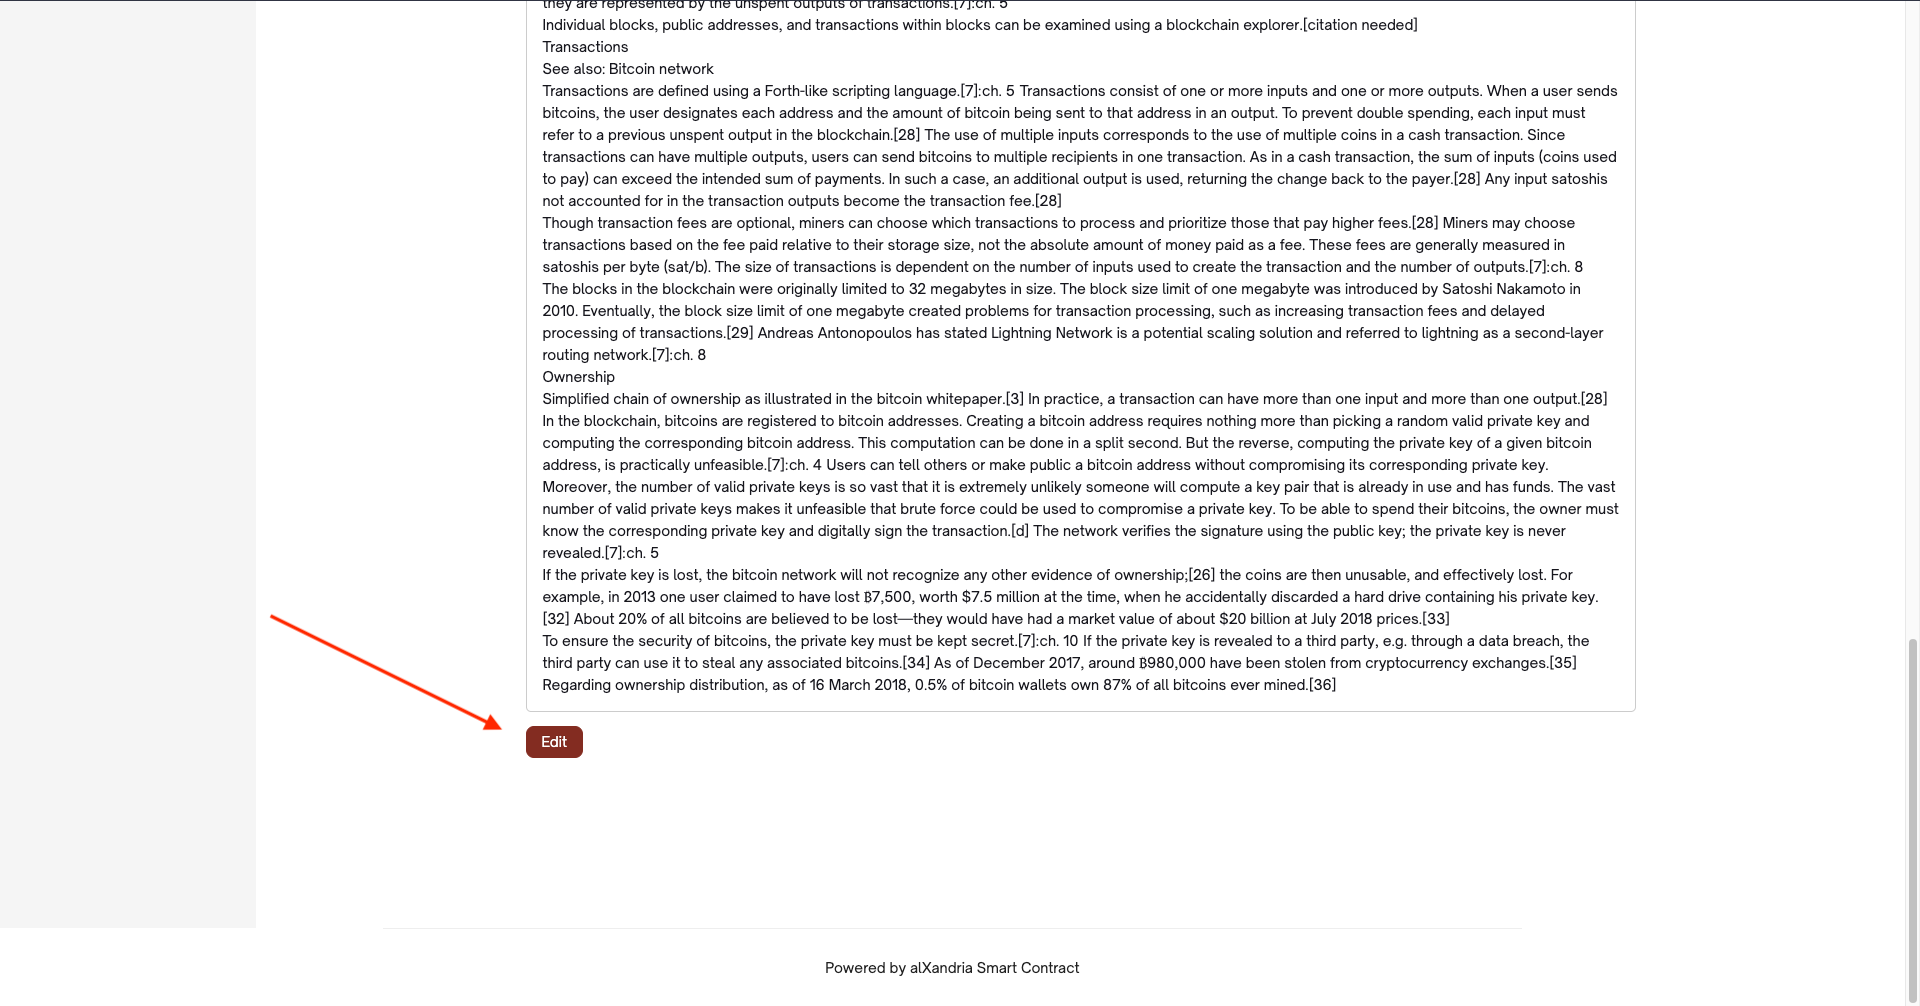 they are represented by the unspent outputs of transactions.[7]:ch. 5
Individual blocks, public addresses, and transactions within blocks can be examined using a blockchain explorer.[citation needed]
Transactions
See also: Bitcoin network
Transactions are defined using a Forth-like scripting language.[7]:ch. 5 Transactions consist of one or more inputs and one or more outputs. When a user sends
bitcoins, the user designates each address and the amount of bitcoin being sent to that address in an output. To prevent double spending, each input must
refer to a previous unspent output in the blockchain.[28] The use of multiple inputs corresponds to the use of multiple coins in a cash transaction. Since
transactions can have multiple outputs, users can send bitcoins to multiple recipients in one transaction. As in a cash transaction, the sum of inputs (coins used
to pay) can exceed the intended sum of payments. In such a case, an additional output is used, returning the change back to the payer.[28] Any input satoshis
not accounted for in the transaction outputs become the transaction fee.[28]
Though transaction fees are optional, miners can choose which transactions to process and prioritize those that pay higher fees.[28] Miners may choose
transactions based on the fee paid relative to their storage size, not the absolute amount of money paid as a fee. These fees are generally measured in
satoshis per byte (sat/b). The size of transactions is dependent on the number of inputs used to create the transaction and the number of outputs.[7]:ch. 8
The blocks in the blockchain were originally limited to 32 megabytes in size. The block size limit of one megabyte was introduced by Satoshi Nakamoto in
2010. Eventually, the block size limit of one megabyte created problems for transaction processing, such as increasing transaction fees and delayed
processing of transactions.[29] Andreas Antonopoulos has stated Lightning Network is a potential scaling solution and referred to lightning as a second-layer
routing network.[7]:ch. 8
Ownership
Simplified chain of ownership as illustrated in the bitcoin whitepaper.[3] In practice, a transaction can have more than one input and more than one output.[28]
In the blockchain, bitcoins are registered to bitcoin addresses. Creating a bitcoin address requires nothing more than picking a random valid private key and
computing the corresponding bitcoin address. This computation can be done in a split second. But the reverse, computing the private key of a given bitcoin
address, is practically unfeasible.[7]:ch. 4 Users can tell others or make public a bitcoin address without compromising its corresponding private key.
Moreover, the number of valid private keys is so vast that it is extremely unlikely someone will compute a key pair that is already in use and has funds. The vast
number of valid private keys makes it unfeasible that brute force could be used to compromise a private key. To be able to spend their bitcoins, the owner must
know the corresponding private key and digitally sign the transaction.[d] The network verifies the signature using the public key; the private key is never
revealed.[7]:ch. 5
If the private key is lost, the bitcoin network will not recognize any other evidence of ownership;[26] the coins are then unusable, and effectively lost. For
example, in 2013 one user claimed to have lost ₿7,500, worth $7.5 million at the time, when he accidentally discarded a hard drive containing his private key.
[32] About 20% of all bitcoins are believed to be lost—they would have had a market value of about $20 billion at July 2018 prices.[33]
To ensure the security of bitcoins, the private key must be kept secret.[7]:ch. 10 If the private key is revealed to a third party, e.g. through a data breach, the
third party can use it to steal any associated bitcoins.[34] As of December 2017, around ₿980,000 have been stolen from cryptocurrency exchanges.[35]
Regarding ownership distribution, as of 16 March 2018, 0.5% of bitcoin wallets own 87% of all bitcoins ever mined.[36]
Edit
Powered by alXandria Smart Contract